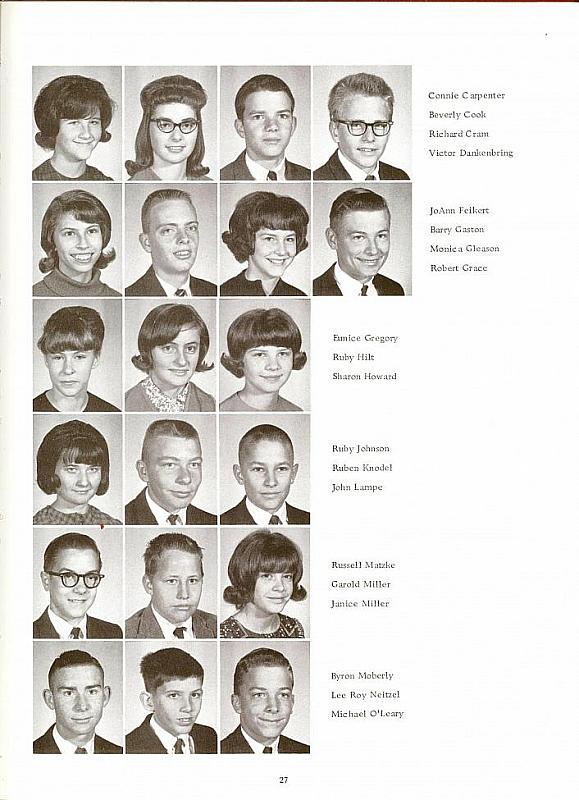 Connie Carpenter
Beverly Cook
Richard Cram
Victor Dankenbring
JoAnn Feikert
Barry Gaston
Monica Gleason
Robert Grace
Eunice Gregory
Ruby Hilt
Sharon Howard
Ruby Johnson
Ruben Knodel
John Lampe
Russell Matzke
Garold Miller
Janice Miller
Byron Moberly
Lee Roy Neitzel
Michael O'Leary
27